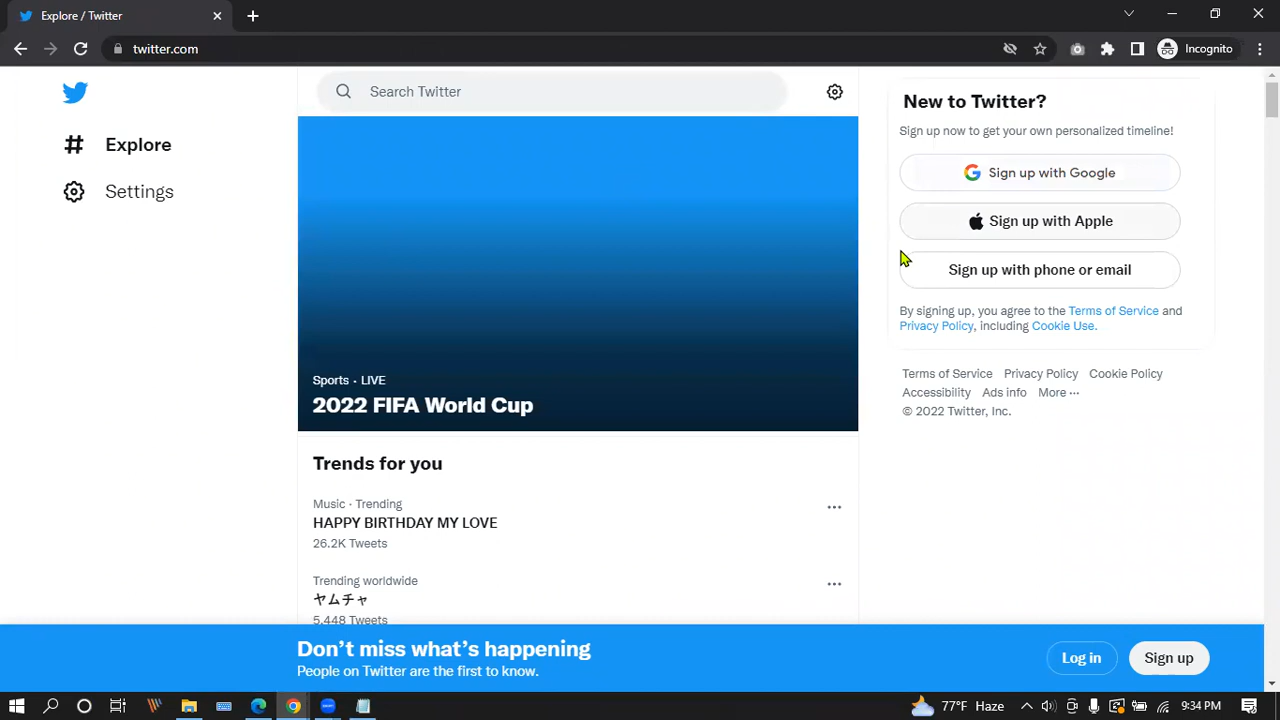 Explore / Twitter
twitter.com
Incognito
Explore
Settings
Search Twitter
Sports · LIVE
2022 FIFA World Cup
Trends for you
Music · Trending
HAPPY BIRTHDAY MY LOVE
26.2K Tweets
Trending worldwide
ヤムチャ
5,448 Tweets
New to Twitter?
Sign up now to get your own personalized timeline!
Sign up with Google
Sign up with Apple
Sign up with phone or email
By signing up, you agree to the Terms of Service and
Privacy Policy, including Cookie Use.
Terms of Service Privacy Policy Cookie Policy
Accessibility Ads info More ···
© 2022 Twitter, Inc.
Don’t miss what’s happening
People on Twitter are the first to know.
Log in
Sign up
77°F Haze
9:34 PM